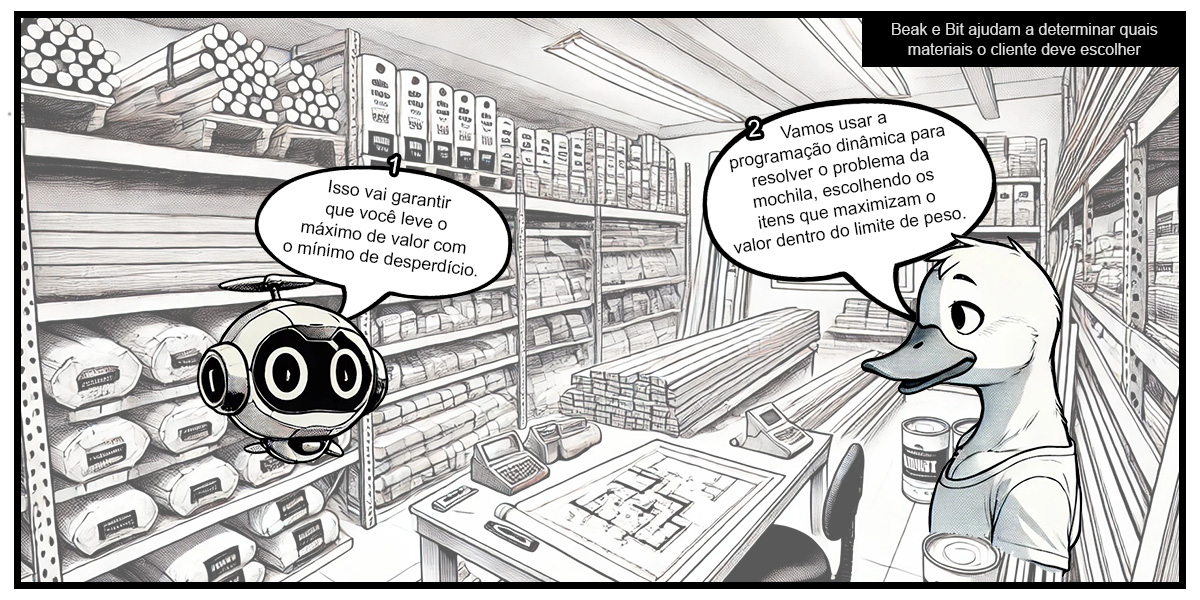 Beak e Bit ajudam a determinar quais
materiais o cliente deve escolher
1
Isso vai garantir
que você leve o
máximo de valor com
o mínimo de desperdício.
2
Vamos usar a
programação dinâmica para
resolver o problema da
mochila, escolhendo os
itens que maximizam o
valor dentro do limite de peso.